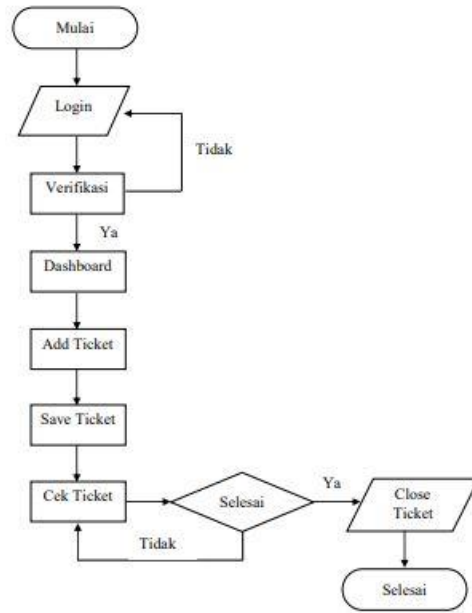 Mulai
Login
Tidak
Verifikasi
Ya
Dashboard
Add Ticket
Save Ticket
Cek Ticket
Selesai
Ya
Close
Ticket
Tidak
Selesai